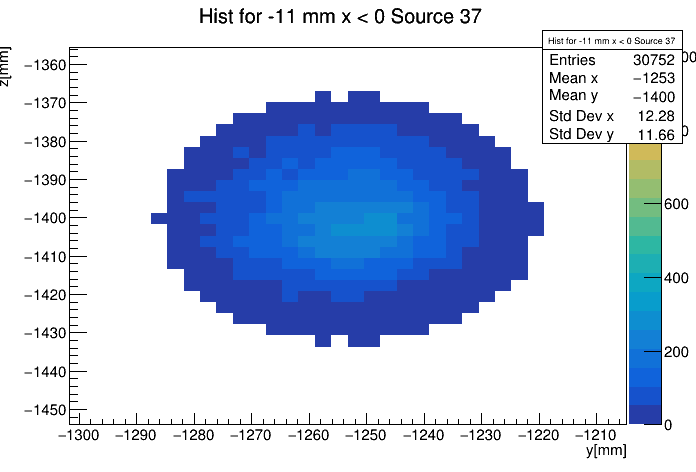 Hist for -11 mm x < 0 Source 37
Hist for -11 mm x < 0 Source 37
Entries 30752
Mean x −1253
Mean y −1400
Std Dev x 12.28
Std Dev y 11.66
z[mm]
−1360
−1370
−1380
−1390
−1400
−1410
−1420
−1430
−1440
−1450
600
400
200
0
−1300 −1290 −1280 −1270 −1260 −1250 −1240 −1230 −1220 −1210
y[mm]